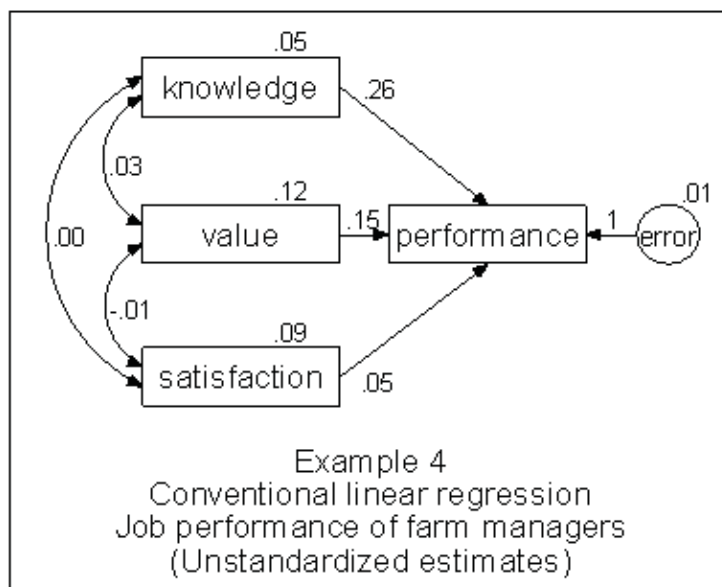 .05
knowledge
.26
.03
.12
.01
value
.15
performance
1
error
.00
-.01
.09
satisfaction
.05
Example 4
Conventional linear regression
Job performance of farm managers
(Unstandardized estimates)